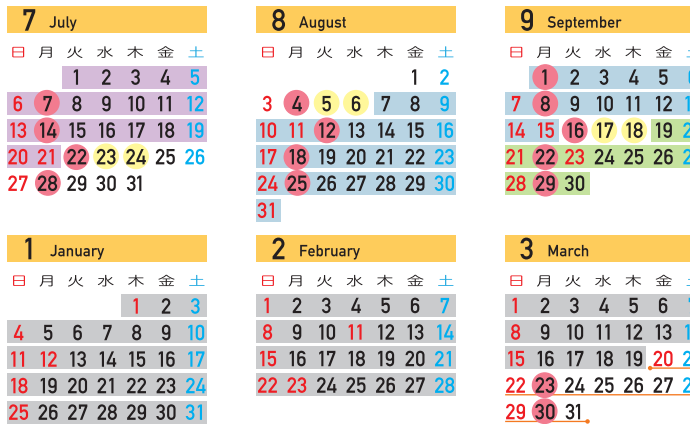 7 July
日 月 火 水 木 金 土
1 2 3 4 5
6 7 8 9 10 11 12
13 14 15 16 17 18 19
20 21 22 23 24 25 26
27 28 29 30 31
8 August
日 月 火 水 木 金 土
1 2
3 4 5 6 7 8 9
10 11 12 13 14 15 16
17 18 19 20 21 22 23
24 25 26 27 28 29 30
31
9 September
日 月 火 水 木 金
1 2 3 4 5
7 8 9 10 11 12
14 15 16 17 18 19
21 22 23 24 25 26
28 29 30
1 January
日 月 火 水 木 金 土
1 2 3
4 5 6 7 8 9 10
11 12 13 14 15 16 17
18 19 20 21 22 23 24
25 26 27 28 29 30 31
2 February
日 月 火 水 木 金 土
1 2 3 4 5 6 7
8 9 10 11 12 13 14
15 16 17 18 19 20 21
22 23 24 25 26 27 28
3 March
日 月 火 水 木 金
1 2 3 4 5 6
8 9 10 11 12 13
15 16 17 18 19 20
22 23 24 25 26 27
29 30 31